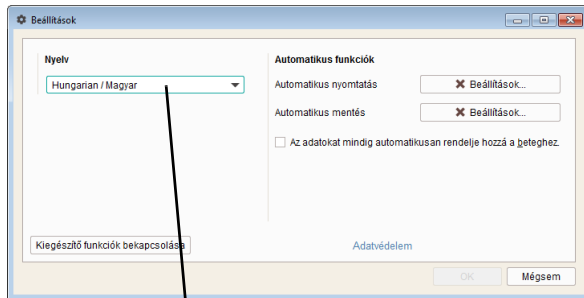 Beállítások
Nyelv
Hungarian / Magyar
Automatikus funkciók
Automatikus nyomtatás
Beállítások...
Automatikus mentés
Beállítások...
Az adatokat mindig automatikusan rendelje hozzá a beteghez.
Kiegészítő funkciók bekapcsolása
Adatvédelem
OK
Mégsem